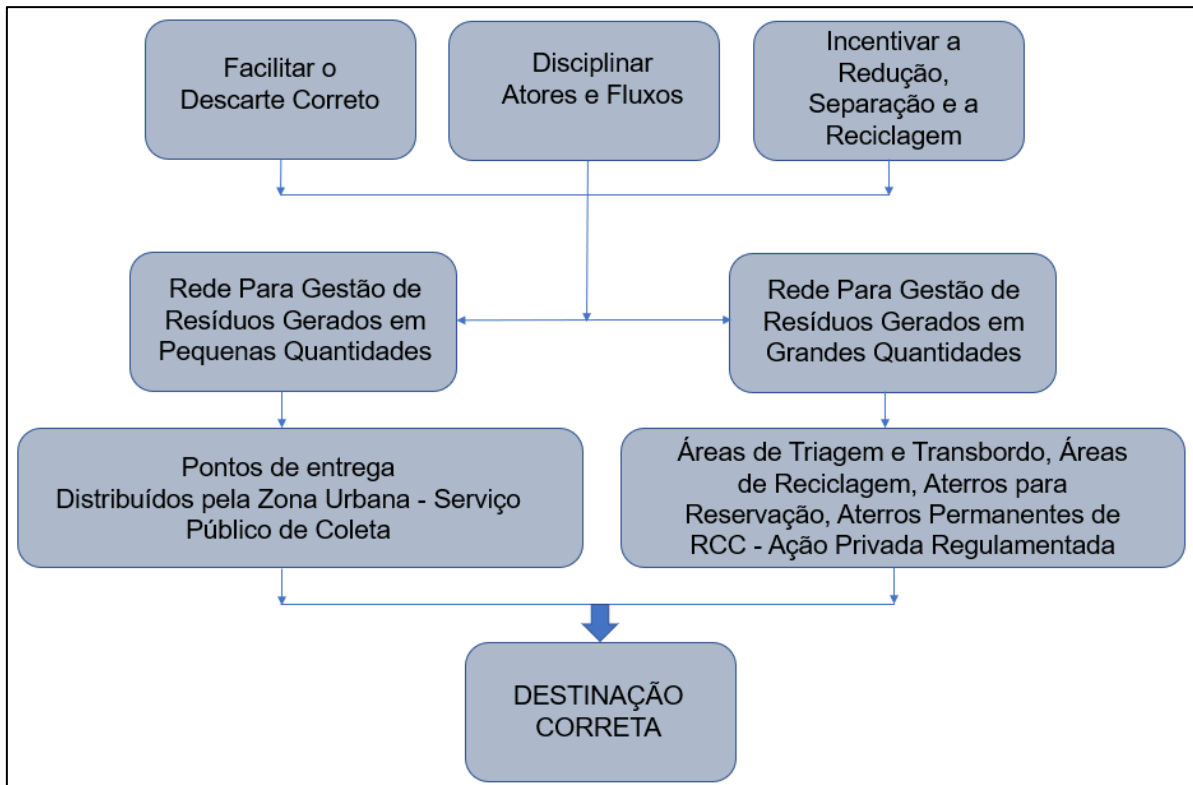 Facilitar o
Descarte Correto
Disciplinar
Atores e Fluxos
Incentivar a
Redução,
Separação e a
Reciclagem
Rede Para Gestão de
Resíduos Gerados em
Pequenas Quantidades
Rede Para Gestão de
Resíduos Gerados em
Grandes Quantidades
Pontos de entrega
Distribuídos pela Zona Urbana - Serviço
Público de Coleta
Áreas de Triagem e Transbordo, Áreas
de Reciclagem, Aterros para
Reservação, Aterros Permanentes de
RCC - Ação Privada Regulamentada
DESTINAÇÃO
CORRETA